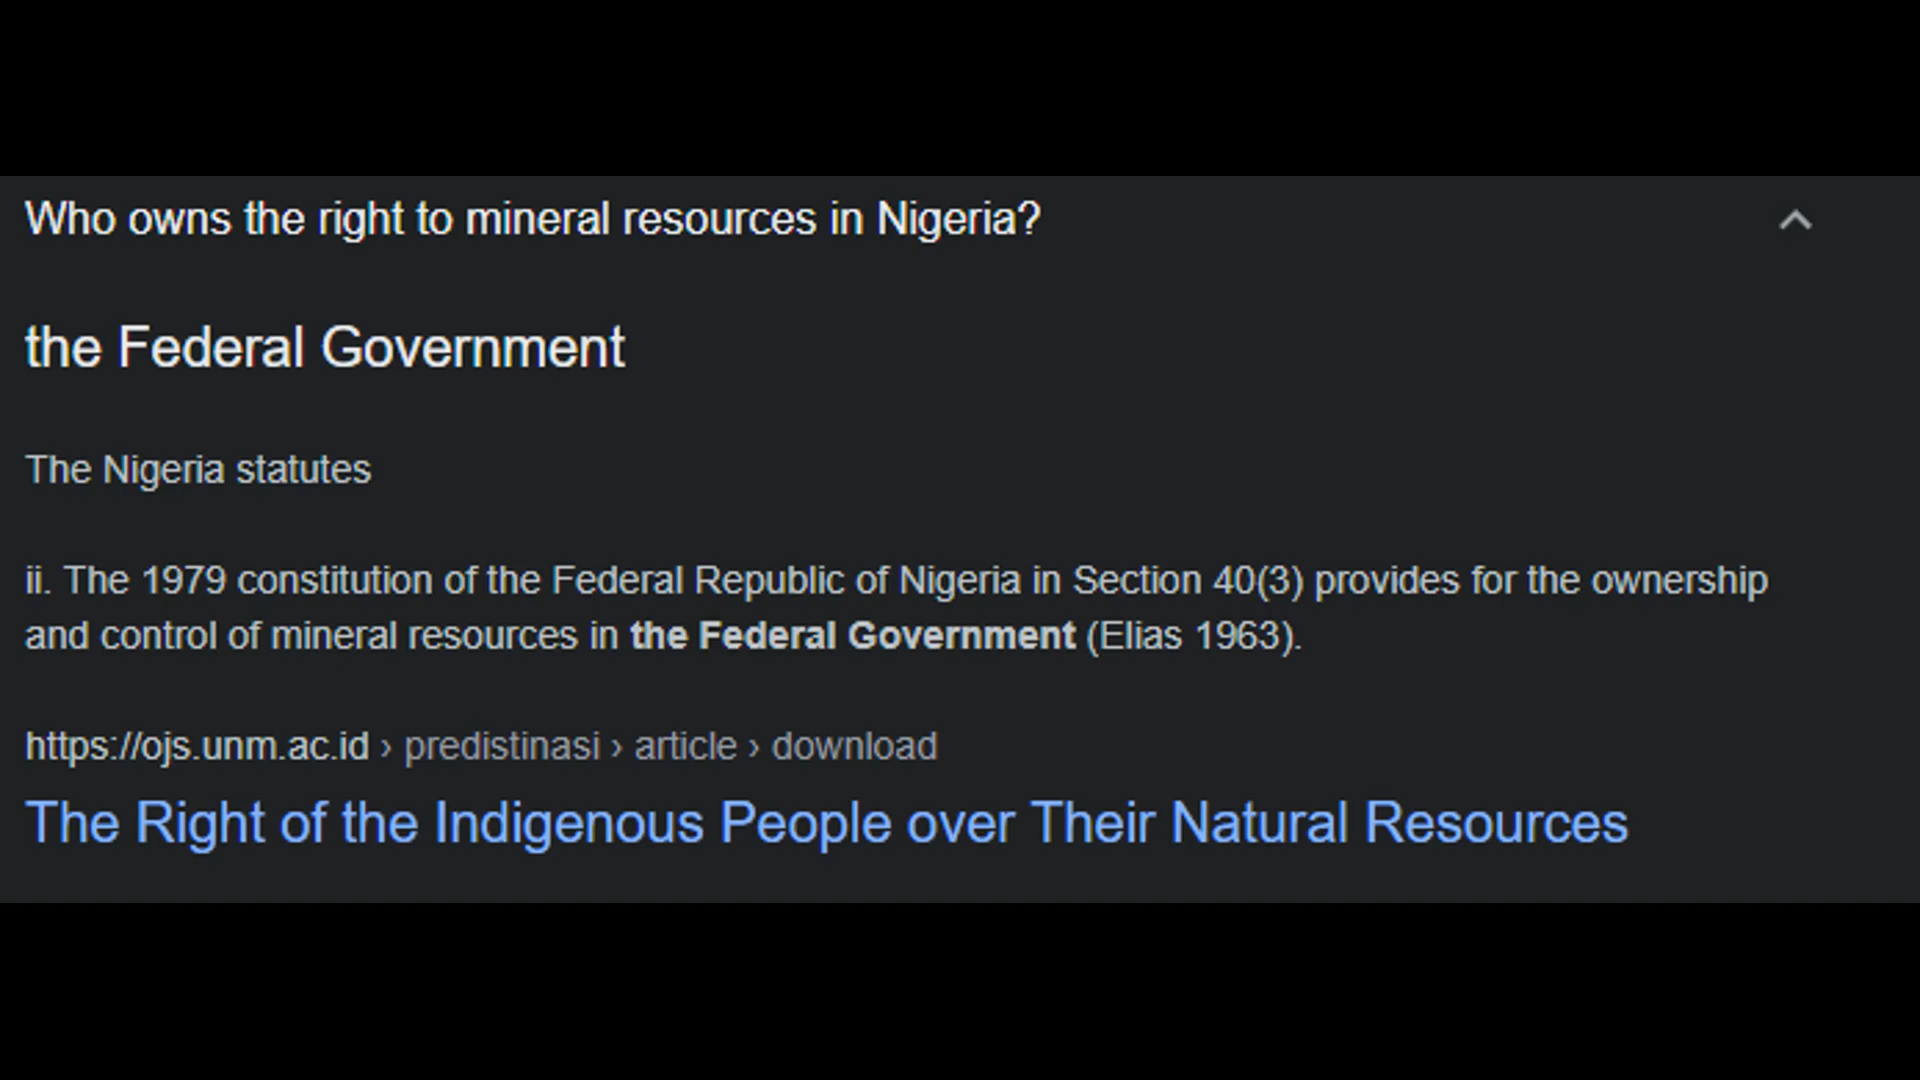 Who owns the right to mineral resources in Nigeria?
the Federal Government
The Nigeria statutes
ii. The 1979 constitution of the Federal Republic of Nigeria in Section 40(3) provides for the ownership
and control of mineral resources in the Federal Government (Elias 1963).
https://ojs.unm.ac.id › predistinasi › article › download
The Right of the Indigenous People over Their Natural Resources